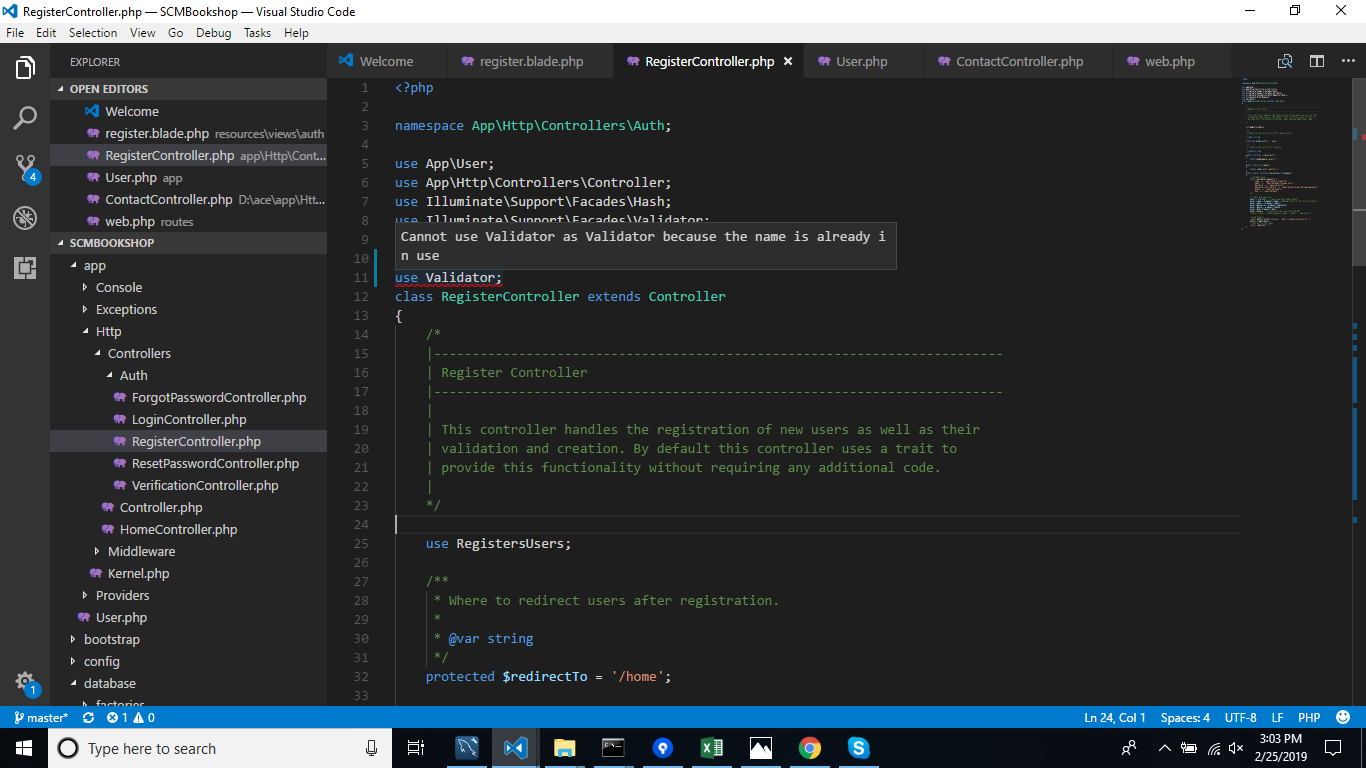 RegisterController.php — SCMBookshop — Visual Studio Code
File Edit Selection View Go Debug Tasks Help
EXPLORER
OPEN EDITORS
Welcome
register.blade.php resources\views\auth
RegisterController.php app\Http\Cont...
User.php app
ContactController.php D:\ace\app\Htt...
web.php routes
SCMBOOKSHOP
app
Console
Exceptions
Http
Controllers
Auth
ForgotPasswordController.php
LoginController.php
RegisterController.php
ResetPasswordController.php
VerificationController.php
Controller.php
HomeController.php
Middleware
Kernel.php
Providers
User.php
bootstrap
config
database
factories
4
1
Welcome register.blade.php RegisterController.php User.php ContactController.php web.php
1 <?php
2
3 namespace App\Http\Controllers\Auth;
4
5 use App\User;
6 use App\Http\Controllers\Controller;
7 use Illuminate\Support\Facades\Hash;
8 use Illuminate\Support\Facades\Validator;
9
Cannot use Validator as Validator because the name is already i
n use
10
11 use Validator;
12 class RegisterController extends Controller
13 {
14 /*
15 |--------------------------------------------------------------------------
16 | Register Controller
17 |--------------------------------------------------------------------------
18 |
19 | This controller handles the registration of new users as well as their
20 | validation and creation. By default this controller uses a trait to
21 | provide this functionality without requiring any additional code.
22 |
23 */
24
25 use RegistersUsers;
26
27 /**
28 * Where to redirect users after registration.
29 *
30 * @var string
31 */
32 protected $redirectTo = '/home';
33
master* 1 0 Ln 24, Col 1 Spaces: 4 UTF-8 LF PHP
Type here to search
3:03 PM
2/25/2019